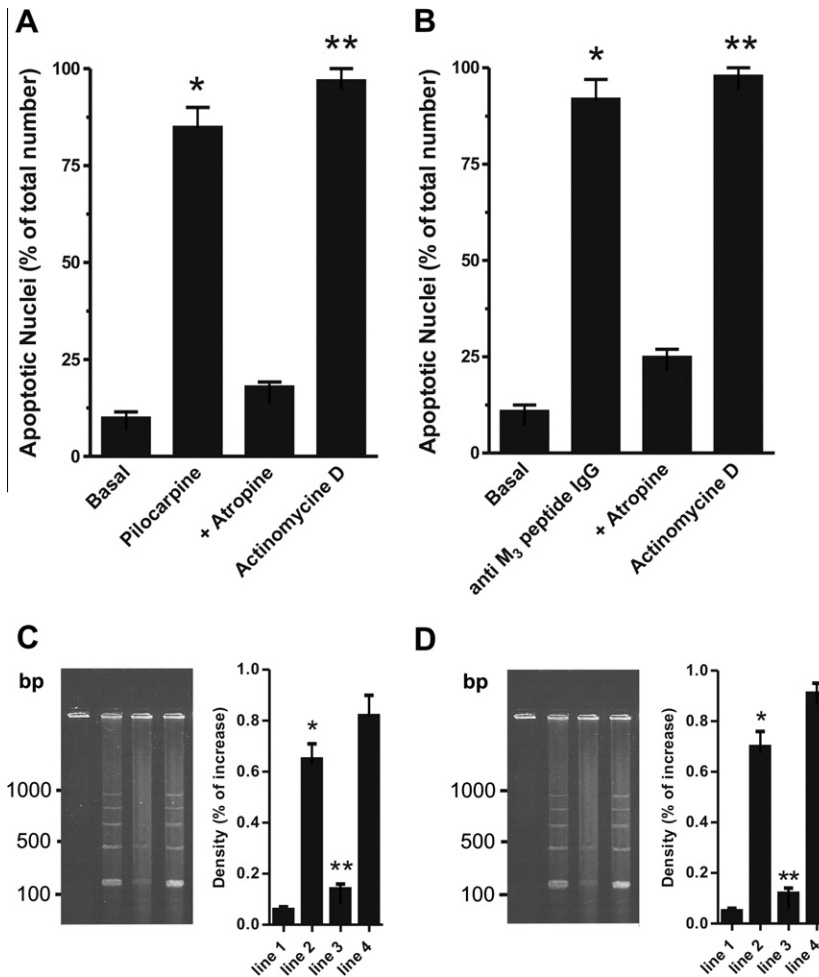 A
Apoptotic Nuclei (% of total number)
100
75
50
25
0
*
**
Basal
Pilocarpine
+ Atropine
Actinomycine D
B
Apoptotic Nuclei (% of total number)
100
75
50
25
0
*
**
Basal
anti M3 peptide IgG
+ Atropine
Actinomycine D
C
bp
1000
500
100
Density (% of increase)
1.0
0.8
0.6
0.4
0.2
0.0
*
**
line 1
line 2
line 3
line 4
D
bp
1000
500
100
Density (% of increase)
1.0
0.8
0.6
0.4
0.2
0.0
*
**
line 1
line 2
line 3
line 4